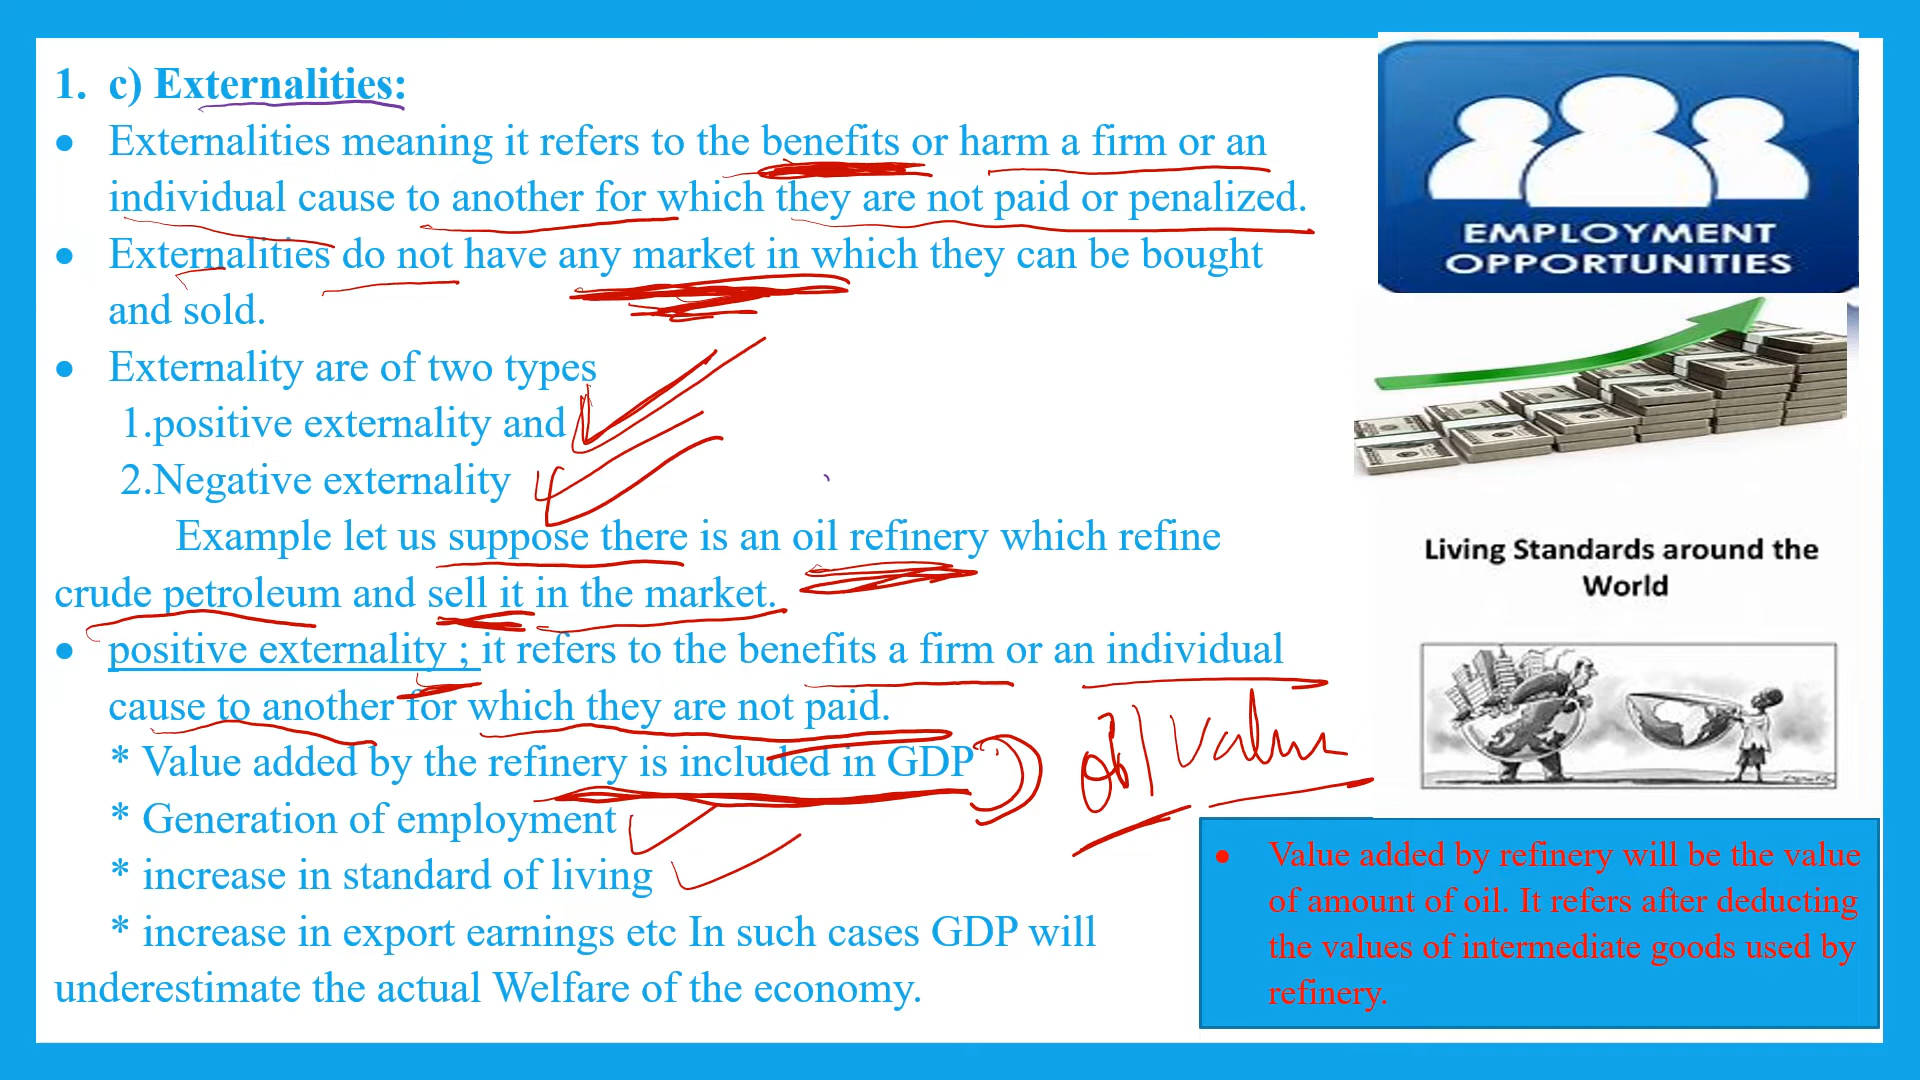 1. c) Externalities:
• Externalities meaning it refers to the benefits or harm a firm or an
individual cause to another for which they are not paid or penalized.
• Externalities do not have any market in which they can be bought
and sold.
• Externality are of two types
1.positive externality and
2.Negative externality
Example let us suppose there is an oil refinery which refine
crude petroleum and sell it in the market.
• positive externality ; it refers to the benefits a firm or an individual
cause to another for which they are not paid.
* Value added by the refinery is included in GDP
* Generation of employment
* increase in standard of living
* increase in export earnings etc In such cases GDP will
underestimate the actual Welfare of the economy.
oil value
EMPLOYMENT
OPPORTUNITIES
Living Standards around the
World
• Value added by refinery will be the value
of amount of oil. It refers after deducting
the values of intermediate goods used by
refinery.